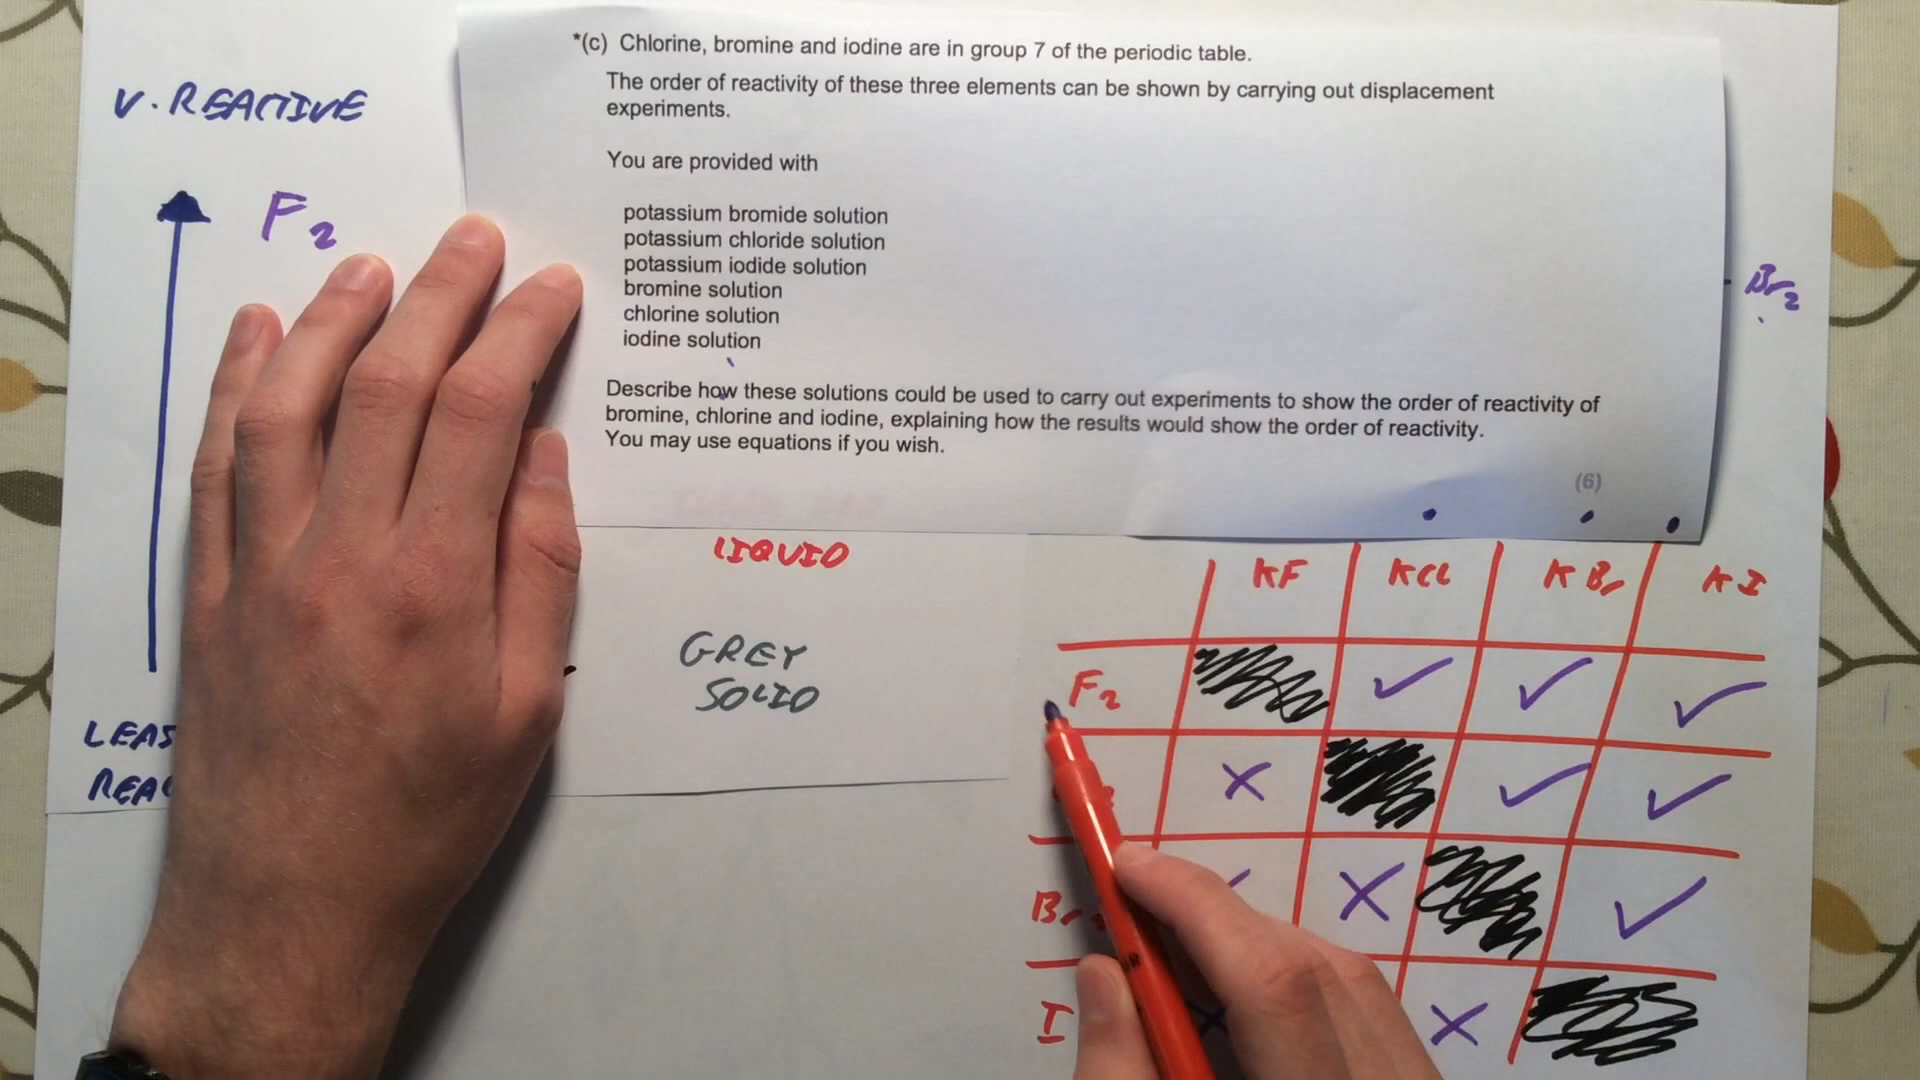 *(c) Chlorine, bromine and iodine are in group 7 of the periodic table.
The order of reactivity of these three elements can be shown by carrying out displacement
experiments.
You are provided with
potassium bromide solution
potassium chloride solution
potassium iodide solution
bromine solution
chlorine solution
iodine solution
Describe how these solutions could be used to carry out experiments to show the order of reactivity of
bromine, chlorine and iodine, explaining how the results would show the order of reactivity.
You may use equations if you wish.
(6)
V. REACTIVE
F2
Br2
LIQUID
GREY
SOLID
KF KCl KBr KI
F2
Br
I